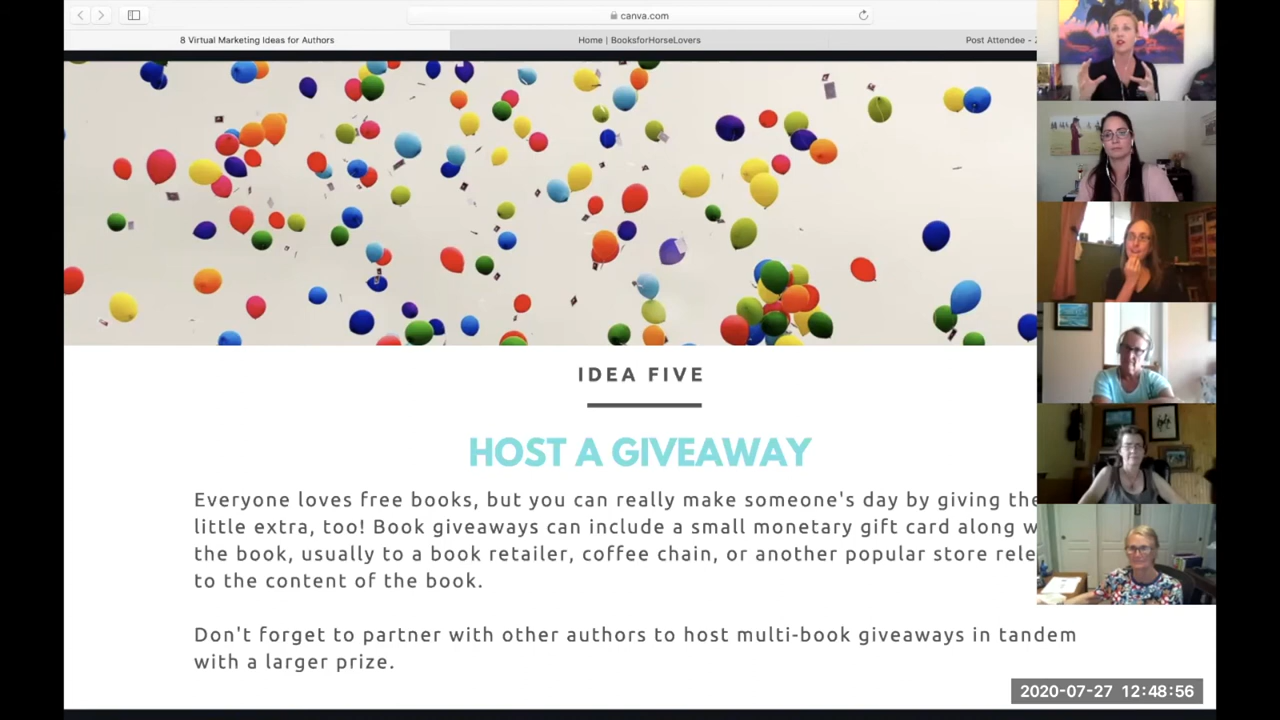 canva.com
8 Virtual Marketing Ideas for Authors
Home | BooksforHorseLovers
Post Attendee -
IDEA FIVE
HOST A GIVEAWAY
Everyone loves free books, but you can really make someone's day by giving
little extra, too! Book giveaways can include a small monetary gift card along
the book, usually to a book retailer, coffee chain, or another popular store
to the content of the book.
Don't forget to partner with other authors to host multi-book giveaways in tandem
with a larger prize.
2020-07-27 12:48:56